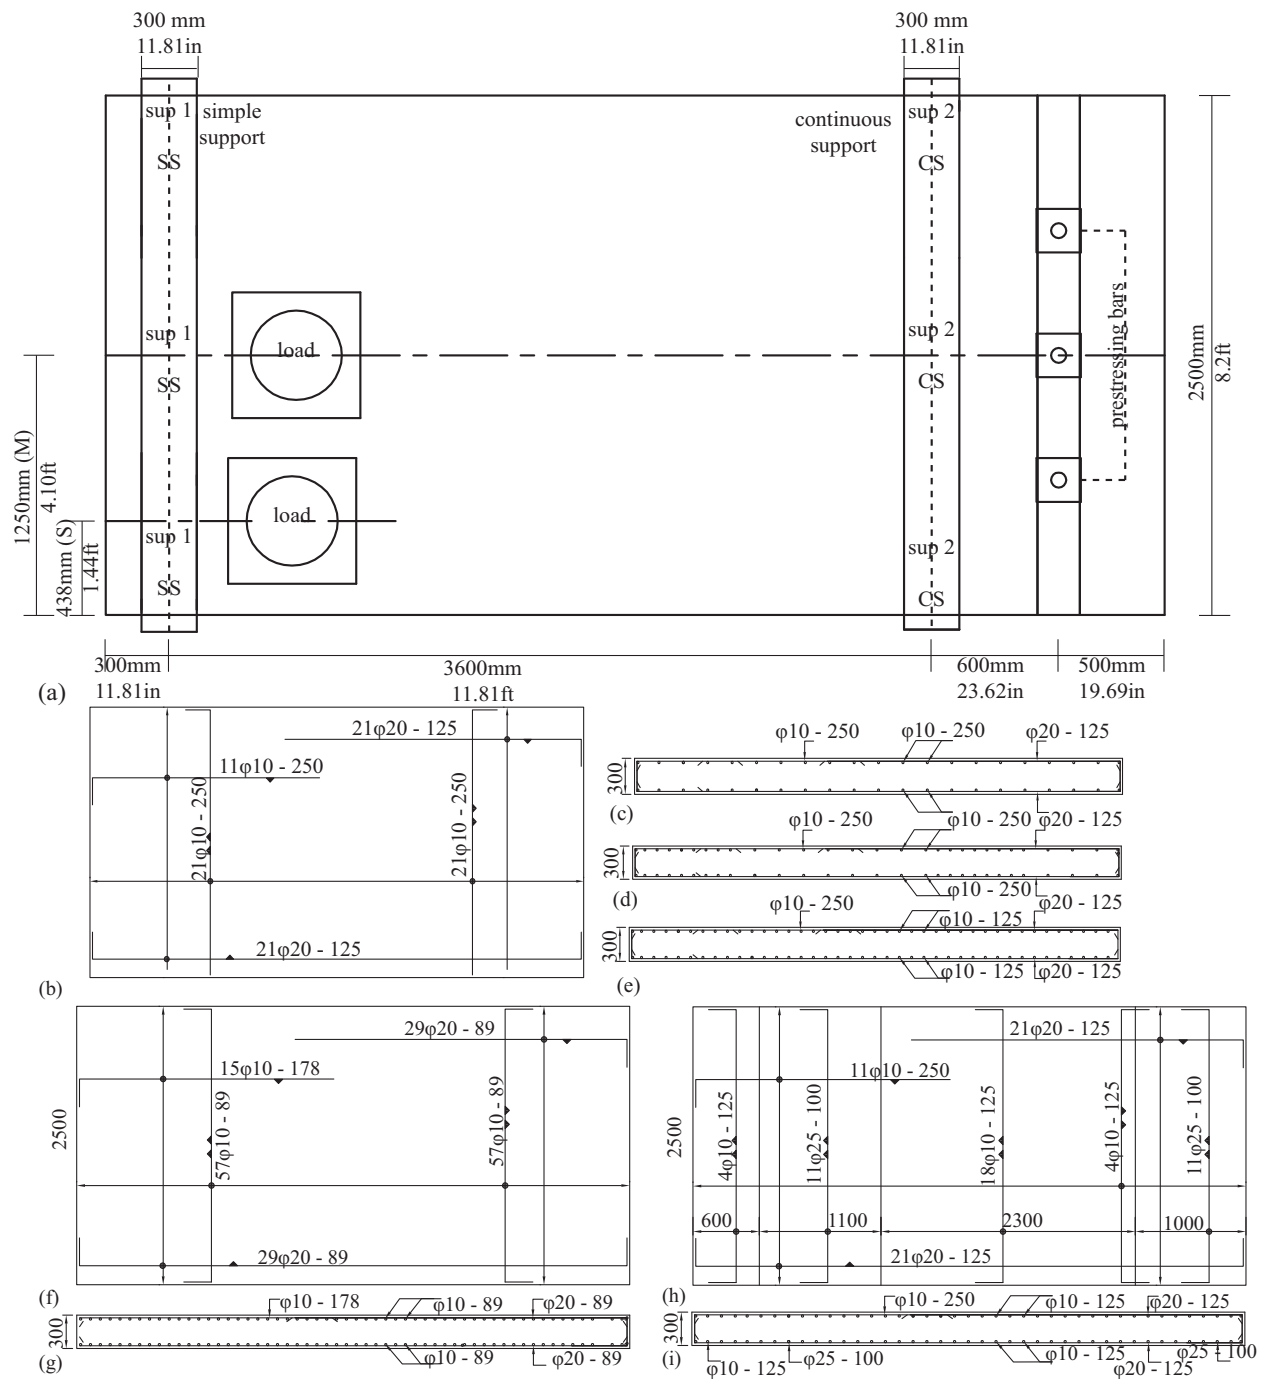 300 mm
11.81in
300 mm
11.81in
sup 1
simple
support
SS
continuous
support
sup 2
CS
sup 1
load
SS
sup 2
CS
prestressing bars
2500mm
8.2ft
1250mm (M)
4.10ft
438mm (S)
1.44ft
load
sup 1
SS
sup 2
CS
300mm
11.81in
3600mm
11.81ft
600mm
23.62in
500mm
19.69in
(a)
21φ20 - 125
11φ10 - 250
21φ10 - 250
21φ10 - 250
21φ20 - 125
(b)
φ10 - 250
φ10 - 250
φ20 - 125
300
(c)
φ10 - 250
φ20 - 125
φ10 - 250
300
(d)
φ10 - 250
φ20 - 125
φ10 - 250
φ10 - 125
300
(e)
φ10 - 125
φ20 - 125
29φ20 - 89
15φ10 - 178
57φ10 - 89
57φ10 - 89
2500
29φ20 - 89
(f)
φ10 - 178
φ10 - 89
φ20 - 89
300
(g)
φ10 - 89
φ20 - 89
21φ20 - 125
11φ10 - 250
4φ10 - 125
11φ25 - 100
18φ10 - 125
4φ10 - 125
11φ25 - 100
2500
600
1100
2300
1000
21φ20 - 125
(h)
φ10 - 250
φ10 - 125
φ20 - 125
300
(i)
φ10 - 125
φ25 - 100
φ10 - 125
φ20 - 125
φ25 - 100